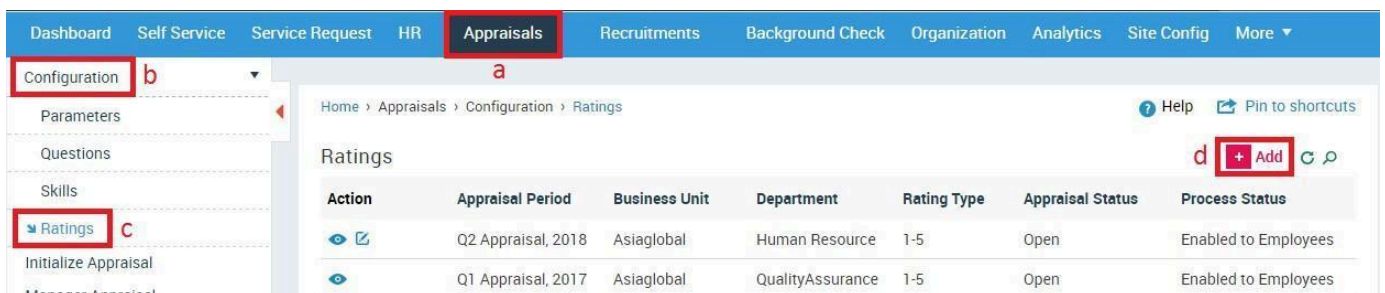 Dashboard Self Service Service Request HR Appraisals Recruitments Background Check Organization Analytics Site Config More
a
Configuration b
Parameters
Questions
Skills
Ratings c
Initialize Appraisal
Manager Appraisal
Home › Appraisals › Configuration › Ratings
Help Pin to shortcuts
Ratings
d + Add
Action Appraisal Period Business Unit Department Rating Type Appraisal Status Process Status
Q2 Appraisal, 2018 Asiaglobal Human Resource 1-5 Open Enabled to Employees
Q1 Appraisal, 2017 Asiaglobal QualityAssurance 1-5 Open Enabled to Employees